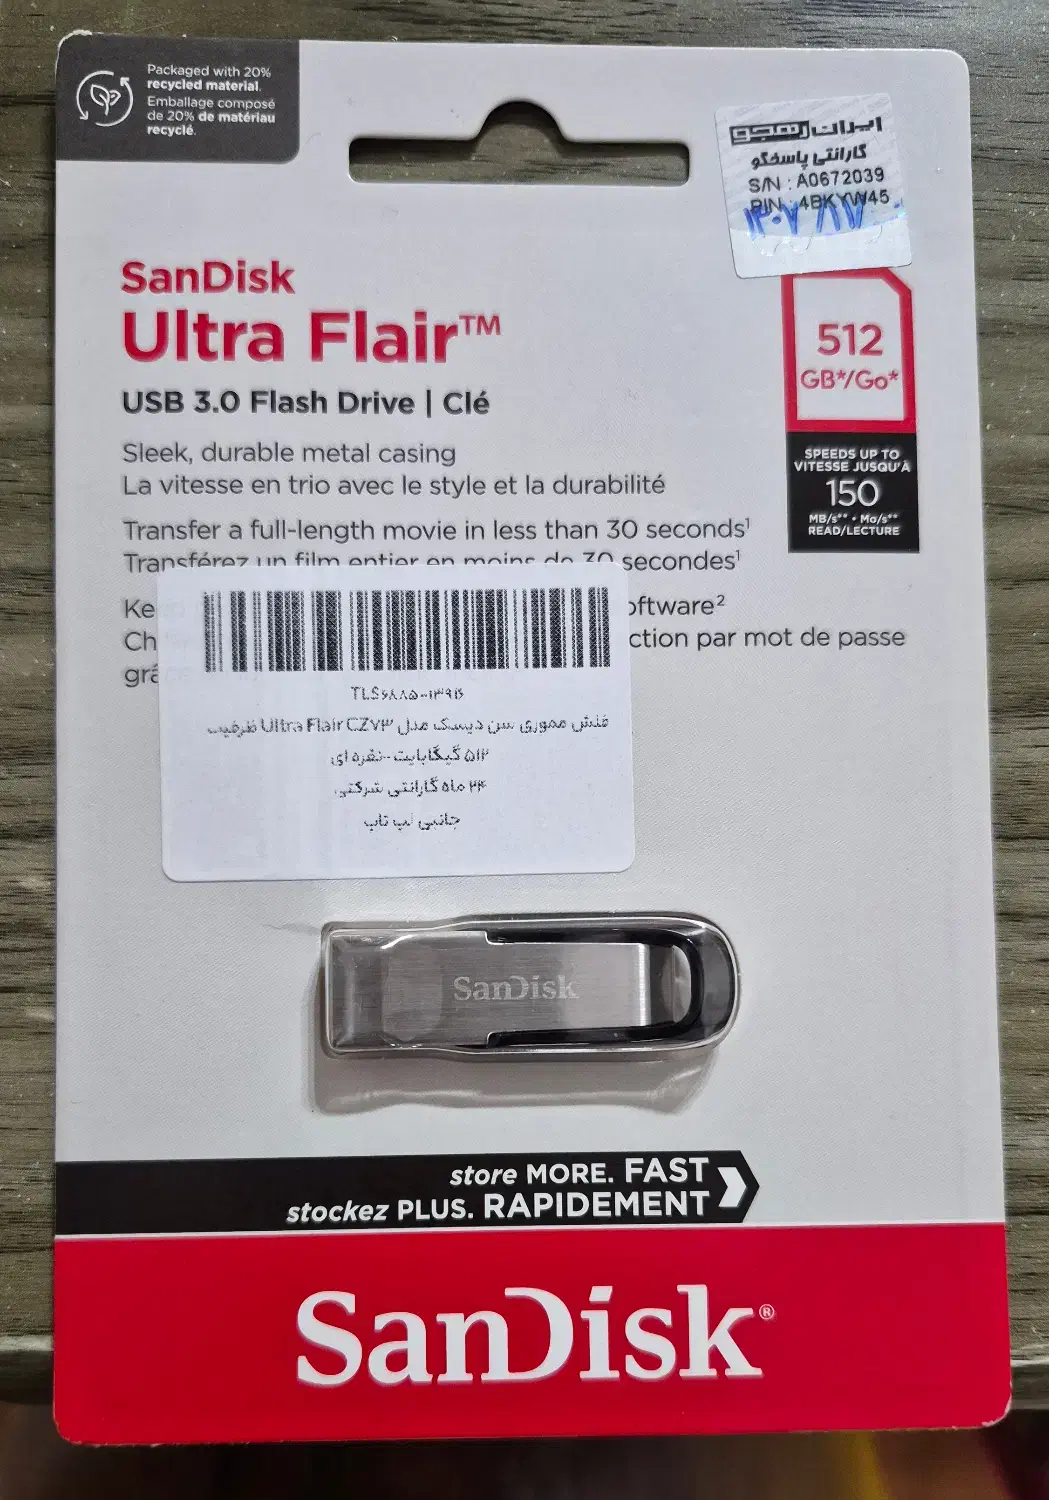 Packaged with 20%
recycled material.
Emballage composé
de 20% de matériau
recyclé.
ایران رهجو
گارانتی پاسخگو
S/N : A0672039
PIN : 4BKYW45
SanDisk
Ultra Flair™
USB 3.0 Flash Drive | Clé
512
GB*/Go*
SPEEDS UP TO
VITESSE JUSQU'À
150
MB/s** • Mo/s**
READ/LECTURE
Sleek, durable metal casing
La vitesse en trio avec le style et la durabilité
Transfer a full-length movie in less than 30 seconds¹
Transférez un film entier en moins de 30 secondes¹
Ke oftware²
Ch ction par mot de passe
grâ
فلش مموری سن دیسک مدل Ultra Flair CZ۷۳ ظرفیت
۵۱۲ گیگابایت -نقره ای
۲۴ ماه گارانتی شرکتی
جانبی لپ تاپ
SanDisk
store MORE. FAST
stockez PLUS. RAPIDEMENT
SanDisk®